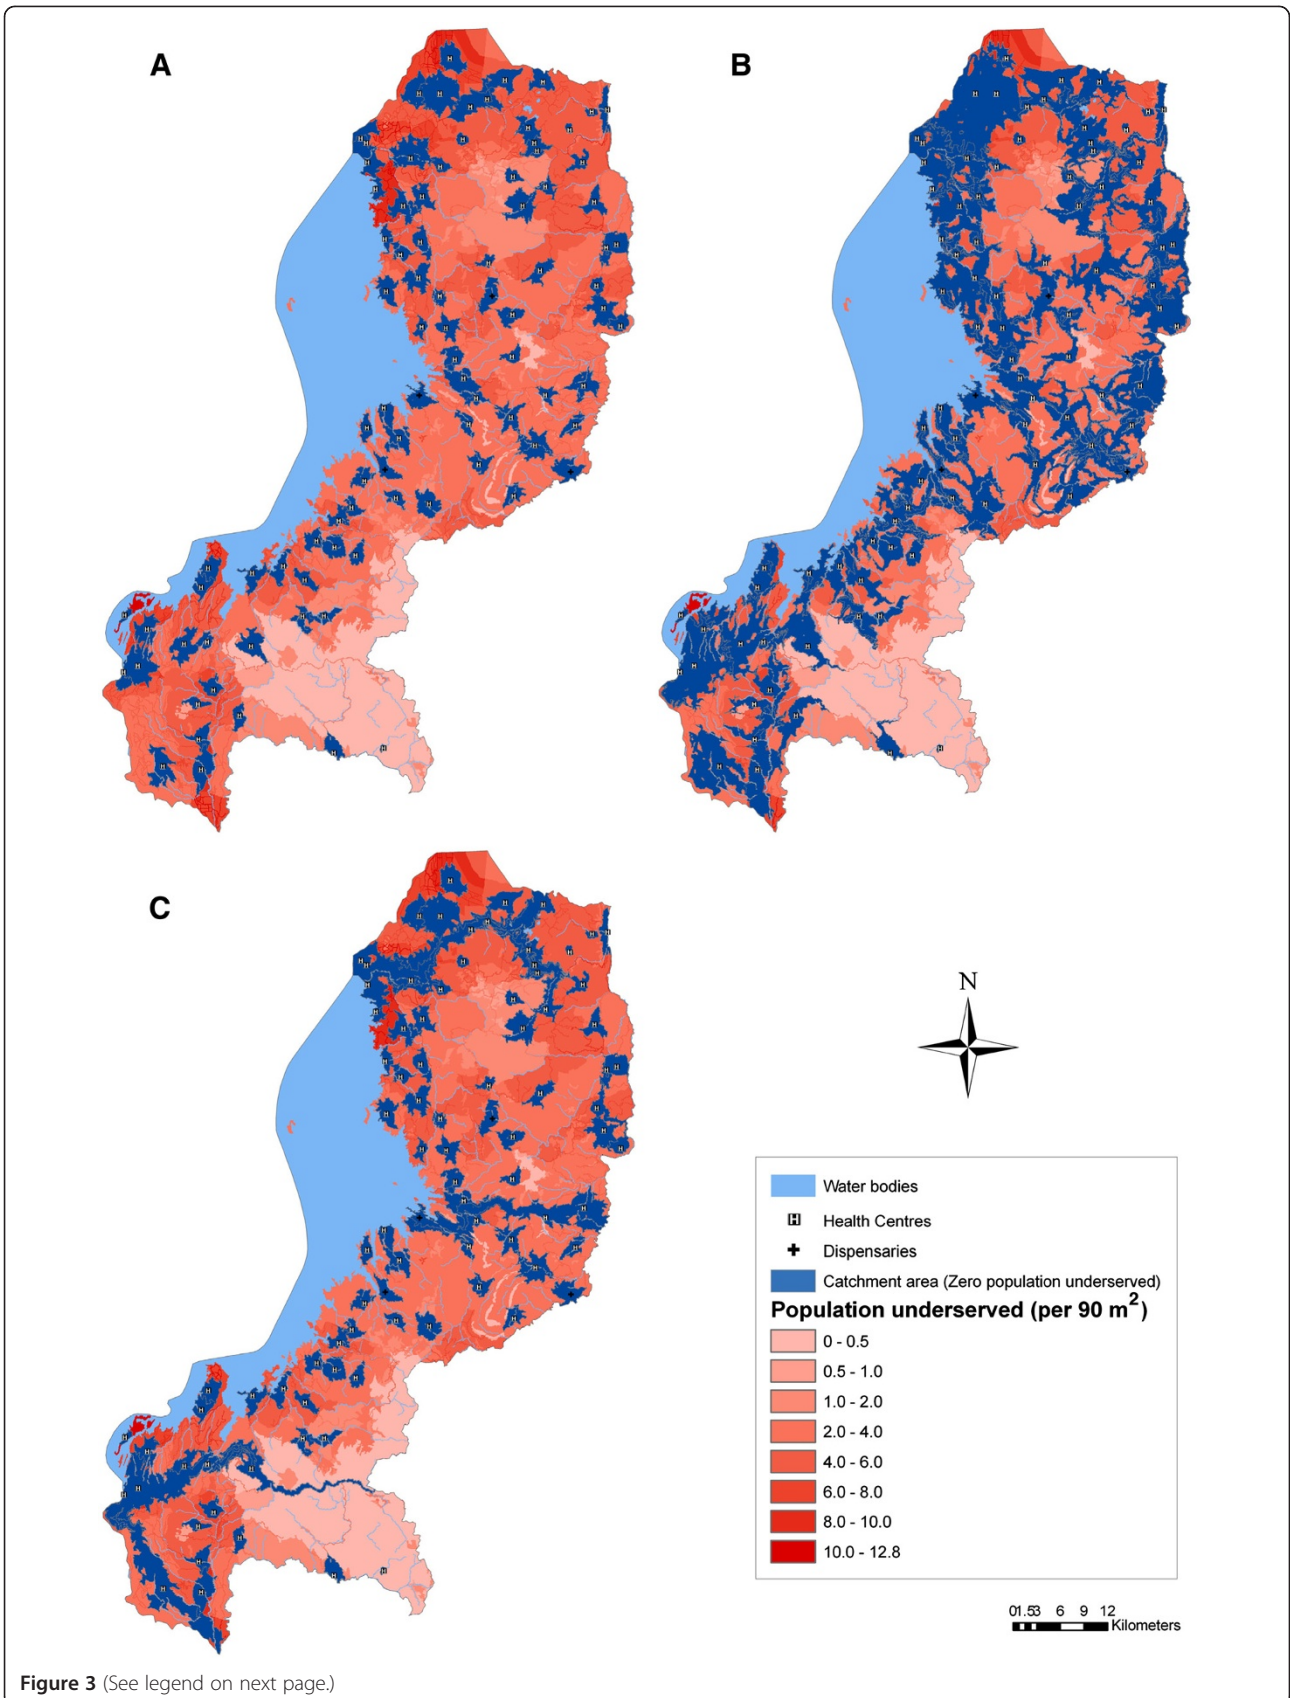 A
B
C
N
Water bodies
H Health Centres
Dispensaries
Catchment area (Zero population underserved)
Population underserved (per 90 m²)
0 - 0.5
0.5 - 1.0
1.0 - 2.0
2.0 - 4.0
4.0 - 6.0
6.0 - 8.0
8.0 - 10.0
10.0 - 12.8
01.53 6 9 12
Kilometers
Figure 3 (See legend on next page.)